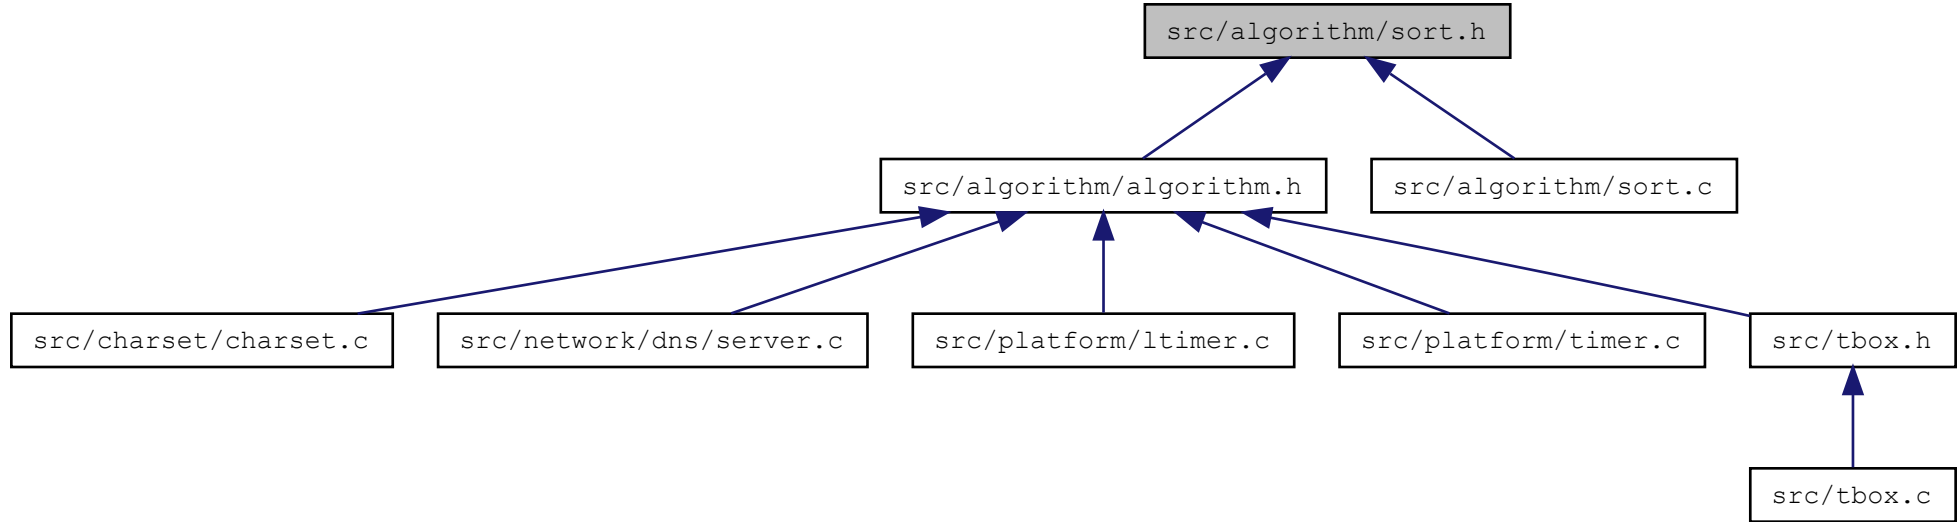 src/algorithm/sort.h
src/algorithm/algorithm.h
src/algorithm/sort.c
src/charset/charset.c
src/network/dns/server.c
src/platform/ltimer.c
src/platform/timer.c
src/tbox.h
src/tbox.c